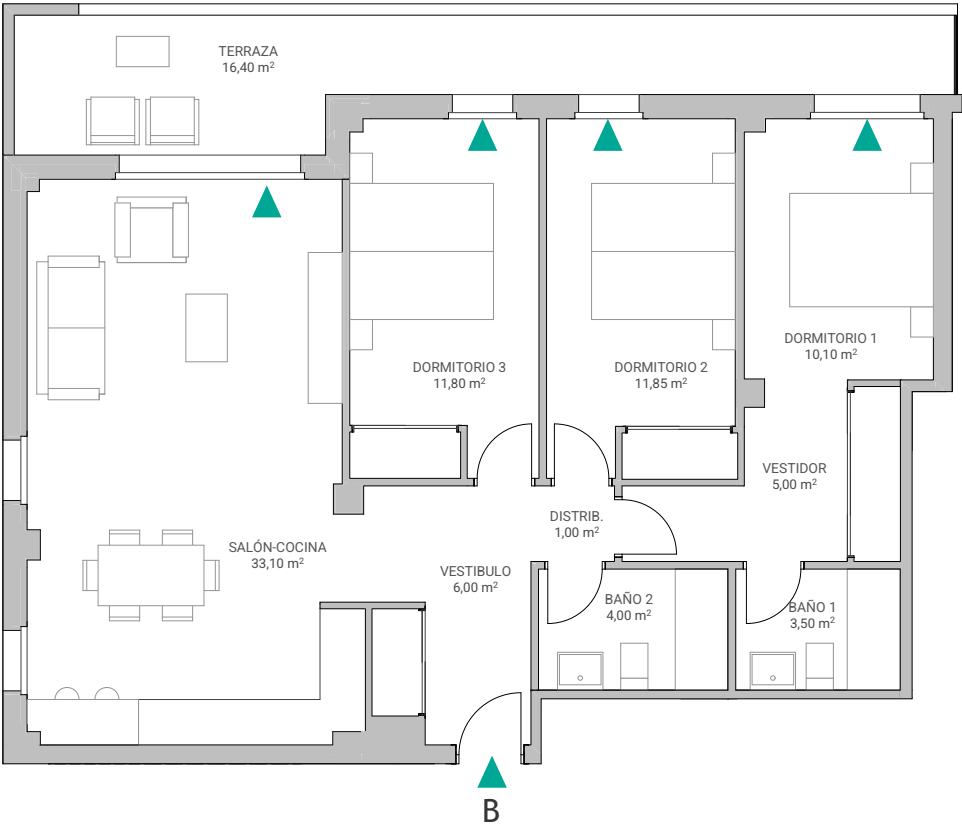 TERRAZA
16,40 m²
DORMITORIO 1
10,10 m²
DORMITORIO 3
11,80 m²
DORMITORIO 2
11,85 m²
VESTIDOR
5,00 m²
DISTRIB.
1,00 m²
SALÓN-COCINA
33,10 m²
VESTIBULO
6,00 m²
BAÑO 2
4,00 m²
BAÑO 1
3,50 m²
B